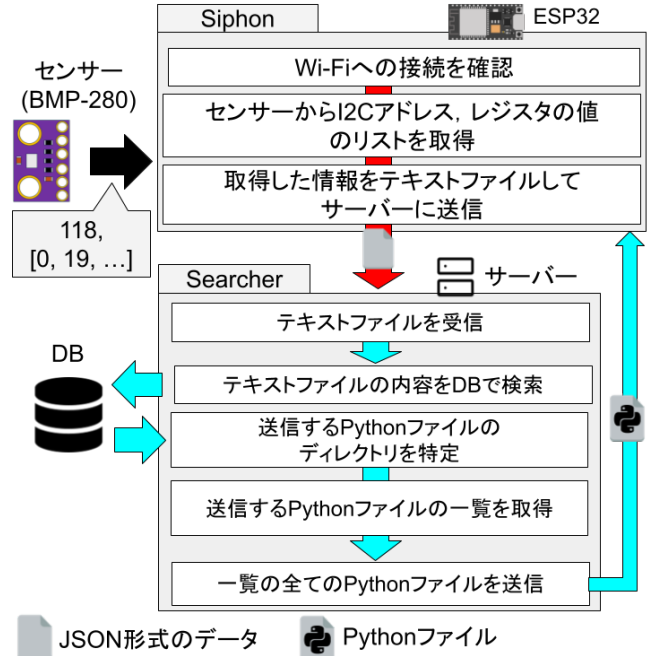 Siphon
ESP32
センサー
(BMP-280)
Wi-Fiへの接続を確認
センサーからI2Cアドレス，レジスタの値
のリストを取得
取得した情報をテキストファイルして
サーバーに送信
118,
[0, 19, …]
Searcher
サーバー
テキストファイルを受信
DB
テキストファイルの内容をDBで検索
送信するPythonファイルの
ディレクトリを特定
送信するPythonファイルの一覧を取得
一覧の全てのPythonファイルを送信
JSON形式のデータ
Pythonファイル